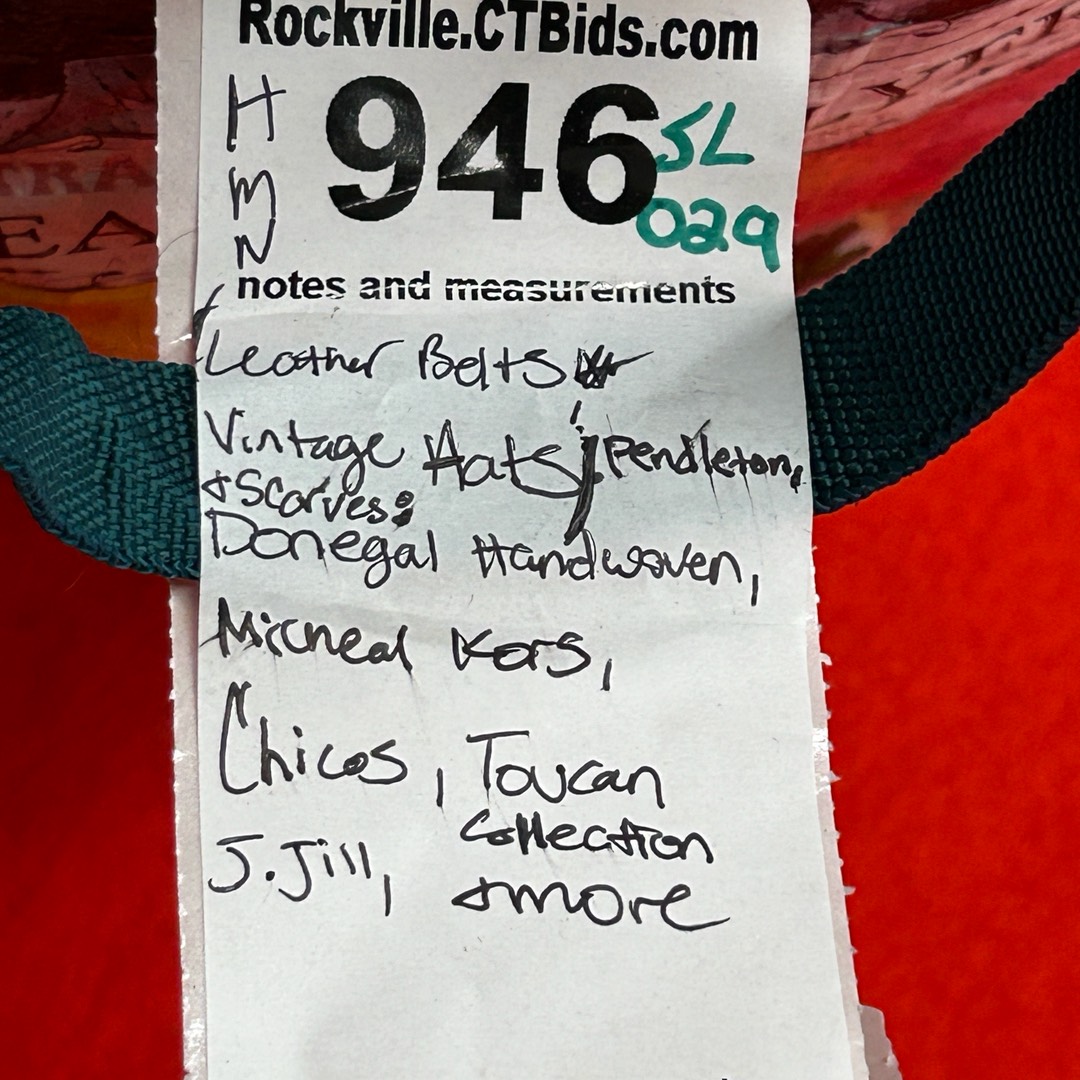 Rockville.CTBids.com
H
M
N
946
SL
029
notes and measurements
Leather Belts
Vintage Hats Pendleton,
+ Scarves:
Donegal Handwoven,
Micheal Kors,
Chicos, Toucan
Collection
J.Jill, + more
EA